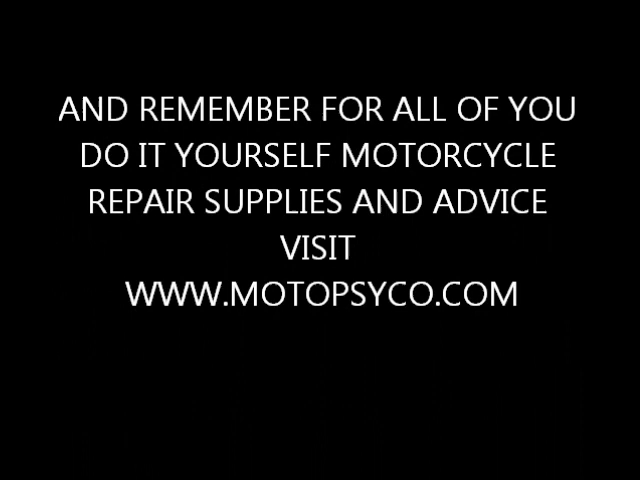 AND REMEMBER FOR ALL OF YOU
DO IT YOURSELF MOTORCYCLE
REPAIR SUPPLIES AND ADVICE
VISIT
WWW.MOTOPSYCO.COM